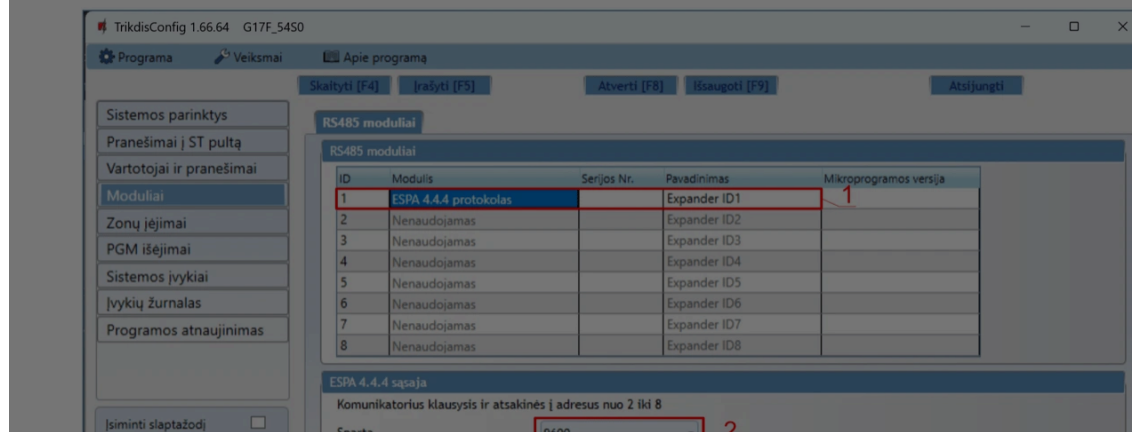 TrikdisConfig 1.66.64 G17F_54S0
Programa Veiksmai Apie programą
Skaityti [F4] Įrašyti [F5] Atverti [F8] Išsaugoti [F9] Atsijungti
Sistemos parinktys
Pranešimai į ST pultą
Vartotojai ir pranešimai
Moduliai
Zonų įėjimai
PGM išėjimai
Sistemos įvykiai
Įvykių žurnalas
Programos atnaujinimas
Įsiminti slaptažodį
RS485 moduliai
RS485 moduliai
ID Modulis Serijos Nr. Pavadinimas Mikroprogramos versija
1 ESPA 4.4.4 protokolas Expander ID1 1
2 Nenaudojamas Expander ID2
3 Nenaudojamas Expander ID3
4 Nenaudojamas Expander ID4
5 Nenaudojamas Expander ID5
6 Nenaudojamas Expander ID6
7 Nenaudojamas Expander ID7
8 Nenaudojamas Expander ID8
ESPA 4.4.4 sąsaja
Komunikatorius klausysis ir atsakinės į adresus nuo 2 iki 8
9600 2